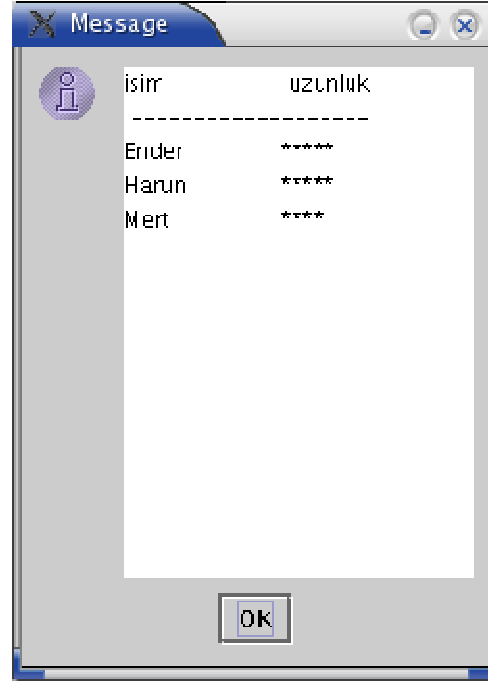 Message
isim uzunluk
-------------------
Ender *****
Harun *****
Mert ****
OK